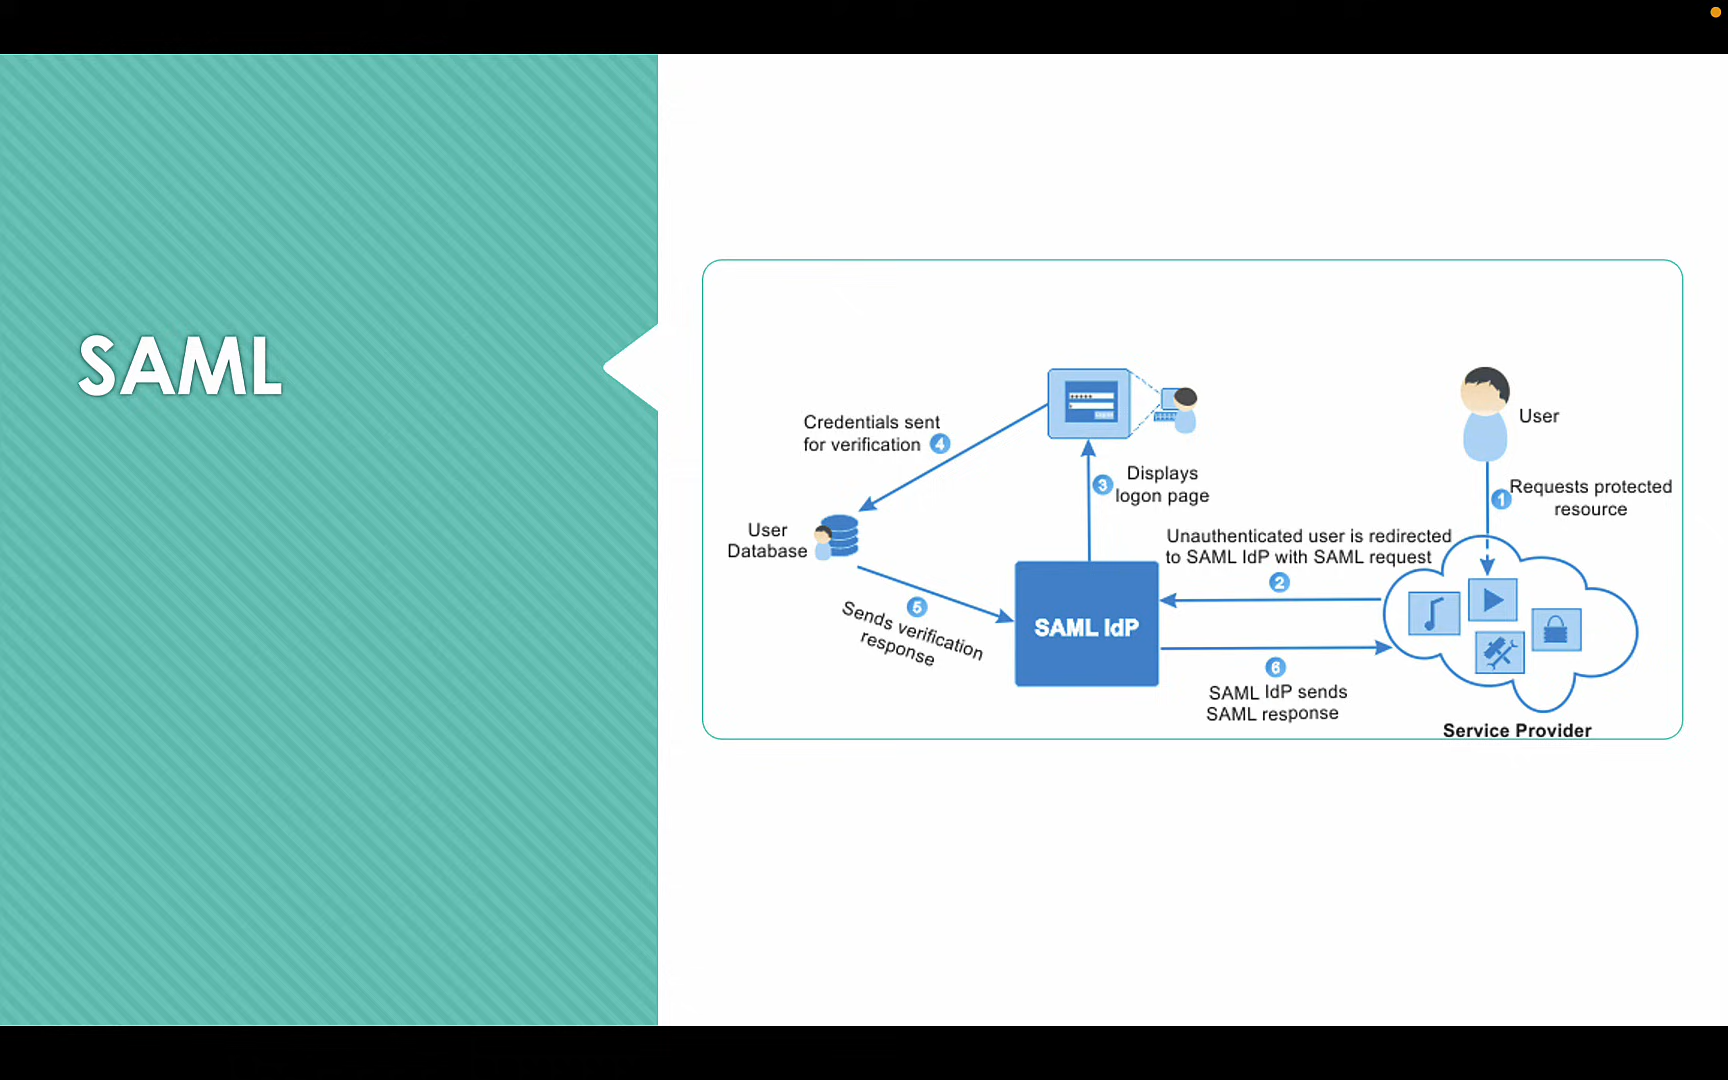 SAML
User
1
Requests protected
resource
Unauthenticated user is redirected
to SAML IdP with SAML request
2
Displays
3
logon page
Credentials sent
for verification 4
User
Database
5
Sends verification
response
SAML IdP
6
SAML IdP sends
SAML response
Service Provider